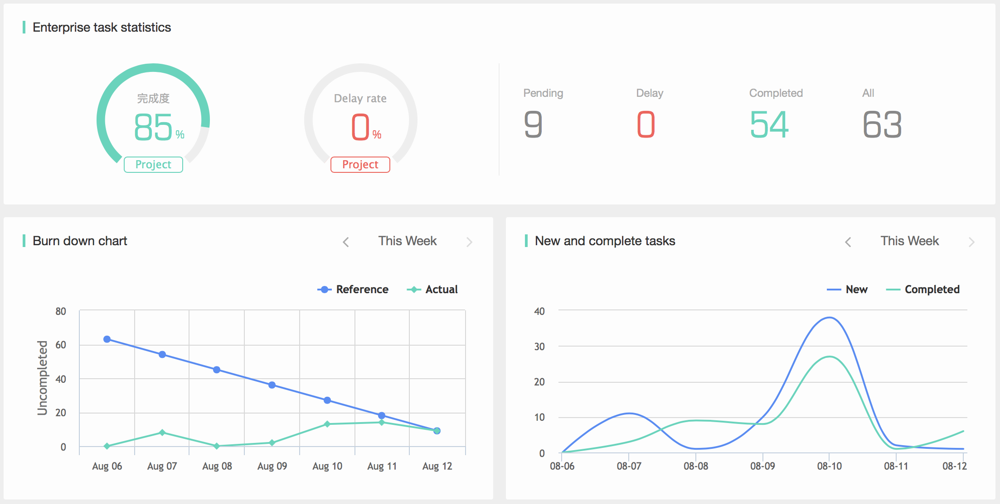 Enterprise task statistics
完成度
85%
Project
Delay rate
0%
Project
Pending
9
Delay
0
Completed
54
All
63
Burn down chart
This Week
Reference
Actual
Uncompleted
80
60
40
20
0
Aug 06 Aug 07 Aug 08 Aug 09 Aug 10 Aug 11 Aug 12
New and complete tasks
This Week
New
Completed
40
30
20
10
0
08-06 08-07 08-08 08-09 08-10 08-11 08-12